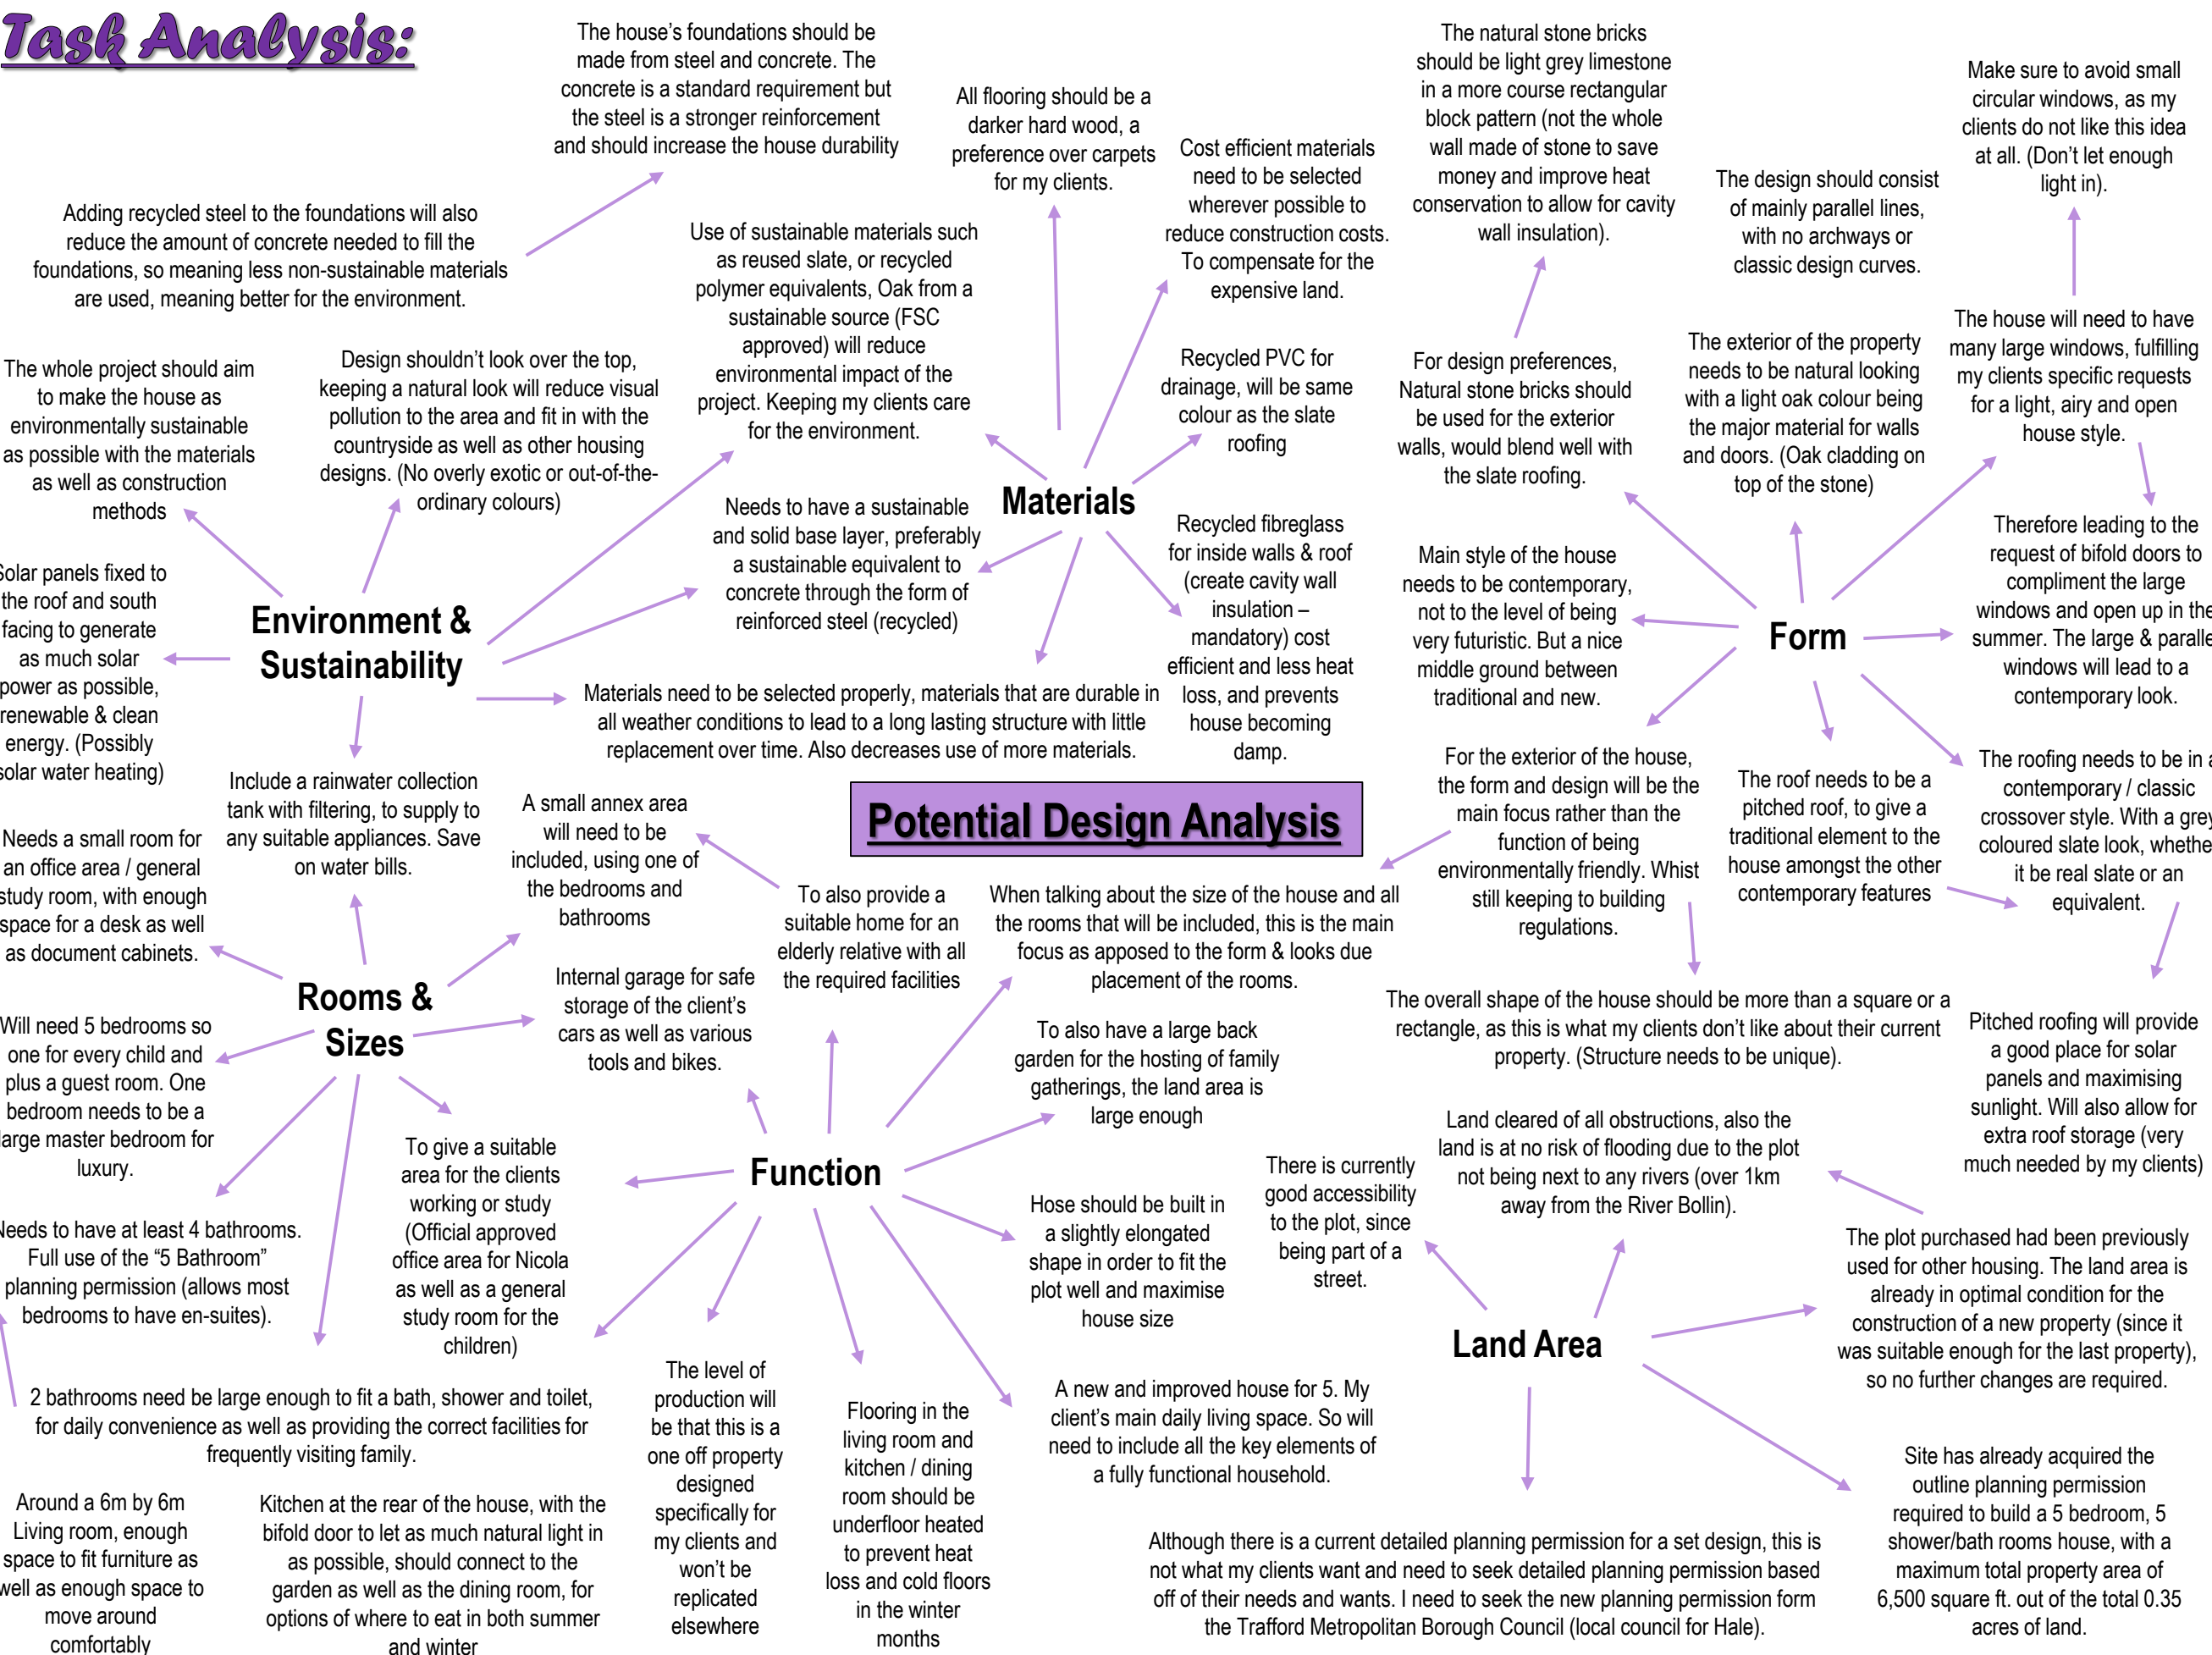 Task Analysis:
The house's foundations should be
made from steel and concrete. The
concrete is a standard requirement but
the steel is a stronger reinforcement
and should increase the house durability
All flooring should be a
darker hard wood, a
preference over carpets
for my clients.
Cost efficient materials
need to be selected
wherever possible to
reduce construction costs.
To compensate for the
expensive land.
The natural stone bricks
should be light grey limestone
in a more course rectangular
block pattern (not the whole
wall made of stone to save
money and improve heat
conservation to allow for cavity
wall insulation).
The design should consist
of mainly parallel lines,
with no archways or
classic design curves.
Make sure to avoid small
circular windows, as my
clients do not like this idea
at all. (Don't let enough
light in).
Adding recycled steel to the foundations will also
reduce the amount of concrete needed to fill the
foundations, so meaning less non-sustainable materials
are used, meaning better for the environment.
Use of sustainable materials such
as reused slate, or recycled
polymer equivalents, Oak from a
sustainable source (FSC
approved) will reduce
environmental impact of the
project. Keeping my clients care
for the environment.
The whole project should aim
to make the house as
environmentally sustainable
as possible with the materials
as well as construction
methods
Design shouldn't look over the top,
keeping a natural look will reduce visual
pollution to the area and fit in with the
countryside as well as other housing
designs. (No overly exotic or out-of-the-
ordinary colours)
Recycled PVC for
drainage, will be same
colour as the slate
roofing
For design preferences,
Natural stone bricks should
be used for the exterior
walls, would blend well with
the slate roofing.
The exterior of the property
needs to be natural looking
with a light oak colour being
the major material for walls
and doors. (Oak cladding on
top of the stone)
The house will need to have
many large windows, fulfilling
my clients specific requests
for a light, airy and open
house style.
Materials
Needs to have a sustainable
and solid base layer, preferably
a sustainable equivalent to
concrete through the form of
reinforced steel (recycled)
Recycled fibreglass
for inside walls & roof
(create cavity wall
insulation –
mandatory) cost
efficient and less heat
loss, and prevents
house becoming
damp.
Main style of the house
needs to be contemporary,
not to the level of being
very futuristic. But a nice
middle ground between
traditional and new.
Form
Therefore leading to the
request of bifold doors to
compliment the large
windows and open up in the
summer. The large & paralle
windows will lead to a
contemporary look.
Solar panels fixed to
the roof and south
facing to generate
as much solar
power as possible,
renewable & clean
energy. (Possibly
solar water heating)
Environment &
Sustainability
Materials need to be selected properly, materials that are durable in
all weather conditions to lead to a long lasting structure with little
replacement over time. Also decreases use of more materials.
Include a rainwater collection
tank with filtering, to supply to
any suitable appliances. Save
on water bills.
A small annex area
will need to be
included, using one of
the bedrooms and
bathrooms
Potential Design Analysis
For the exterior of the house,
the form and design will be the
main focus rather than the
function of being
environmentally friendly. Whist
still keeping to building
regulations.
The roof needs to be a
pitched roof, to give a
traditional element to the
house amongst the other
contemporary features
The roofing needs to be in a
contemporary / classic
crossover style. With a grey
coloured slate look, whethe
it be real slate or an
equivalent.
Needs a small room for
an office area / general
study room, with enough
space for a desk as well
as document cabinets.
To also provide a
suitable home for an
elderly relative with all
the required facilities
When talking about the size of the house and all
the rooms that will be included, this is the main
focus as apposed to the form & looks due
placement of the rooms.
Rooms &
Sizes
Internal garage for safe
storage of the client's
cars as well as various
tools and bikes.
The overall shape of the house should be more than a square or a
rectangle, as this is what my clients don't like about their current
property. (Structure needs to be unique).
Pitched roofing will provide
a good place for solar
panels and maximising
sunlight. Will also allow for
extra roof storage (very
much needed by my clients)
Will need 5 bedrooms so
one for every child and
plus a guest room. One
bedroom needs to be a
large master bedroom for
luxury.
To also have a large back
garden for the hosting of family
gatherings, the land area is
large enough
Land cleared of all obstructions, also the
land is at no risk of flooding due to the plot
not being next to any rivers (over 1km
away from the River Bollin).
To give a suitable
area for the clients
working or study
(Official approved
office area for Nicola
as well as a general
study room for the
children)
Function
There is currently
good accessibility
to the plot, since
being part of a
street.
Hose should be built in
a slightly elongated
shape in order to fit the
plot well and maximise
house size
Needs to have at least 4 bathrooms.
Full use of the "5 Bathroom"
planning permission (allows most
bedrooms to have en-suites).
The plot purchased had been previously
used for other housing. The land area is
already in optimal condition for the
construction of a new property (since it
was suitable enough for the last property),
so no further changes are required.
Land Area
2 bathrooms need be large enough to fit a bath, shower and toilet,
for daily convenience as well as providing the correct facilities for
frequently visiting family.
The level of
production will
be that this is a
one off property
designed
specifically for
my clients and
won't be
replicated
elsewhere
Flooring in the
living room and
kitchen / dining
room should be
underfloor heated
to prevent heat
loss and cold floors
in the winter
months
A new and improved house for 5. My
client's main daily living space. So will
need to include all the key elements of
a fully functional household.
Site has already acquired the
outline planning permission
required to build a 5 bedroom, 5
shower/bath rooms house, with a
maximum total property area of
6,500 square ft. out of the total 0.35
acres of land.
Around a 6m by 6m
Living room, enough
space to fit furniture as
well as enough space to
move around
comfortably
Kitchen at the rear of the house, with the
bifold door to let as much natural light in
as possible, should connect to the
garden as well as the dining room, for
options of where to eat in both summer
and winter
Although there is a current detailed planning permission for a set design, this is
not what my clients want and need to seek detailed planning permission based
off of their needs and wants. I need to seek the new planning permission form
the Trafford Metropolitan Borough Council (local council for Hale).